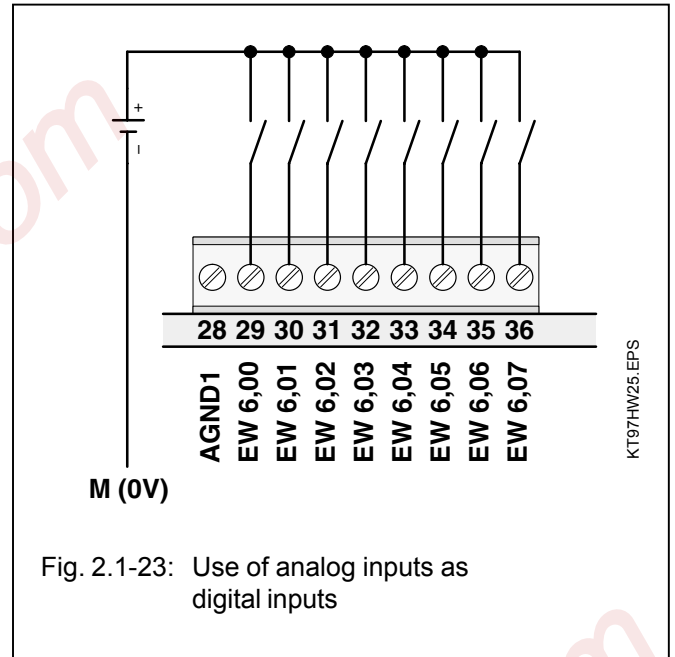 +
–
28 29 30 31 32 33 34 35 36
AGND1
EW 6,00
EW 6,01
EW 6,02
EW 6,03
EW 6,04
EW 6,05
EW 6,06
EW 6,07
M (0V)
KT97HW25.EPS
Fig. 2.1-23: Use of analog inputs as
digital inputs